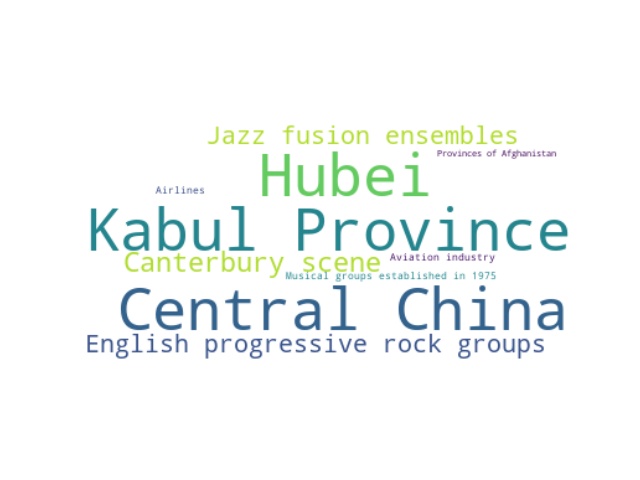 Jazz fusion ensembles
Provinces of Afghanistan
Hubei
Airlines
Kabul Province
Canterbury scene
Aviation industry
Musical groups established in 1975
Central China
English progressive rock groups